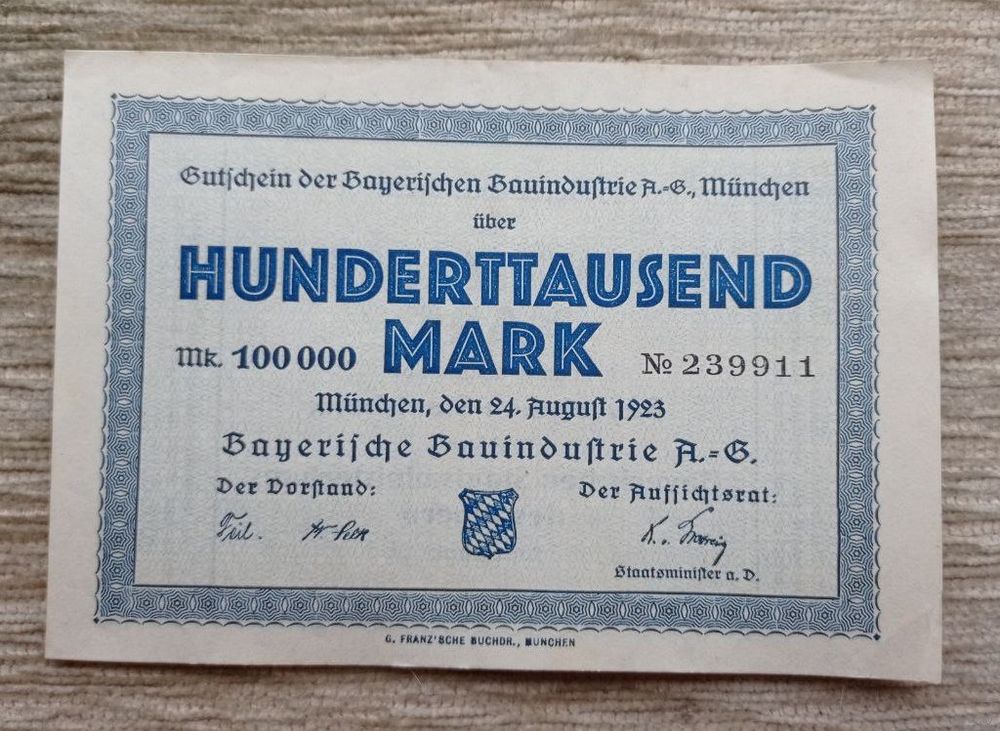 Gutschein der Bayerischen Bauindustrie A.-G., München
über
HUNDERTTAUSEND
MARK
Mk. 100 000
№ 239911
München, den 24. August 1923
Bayerische Bauindustrie A.-G.
Der Vorstand:
Der Aufsichtsrat:
Staatsminister a. D.
G. FRANZ'SCHE BUCHDR., MÜNCHEN